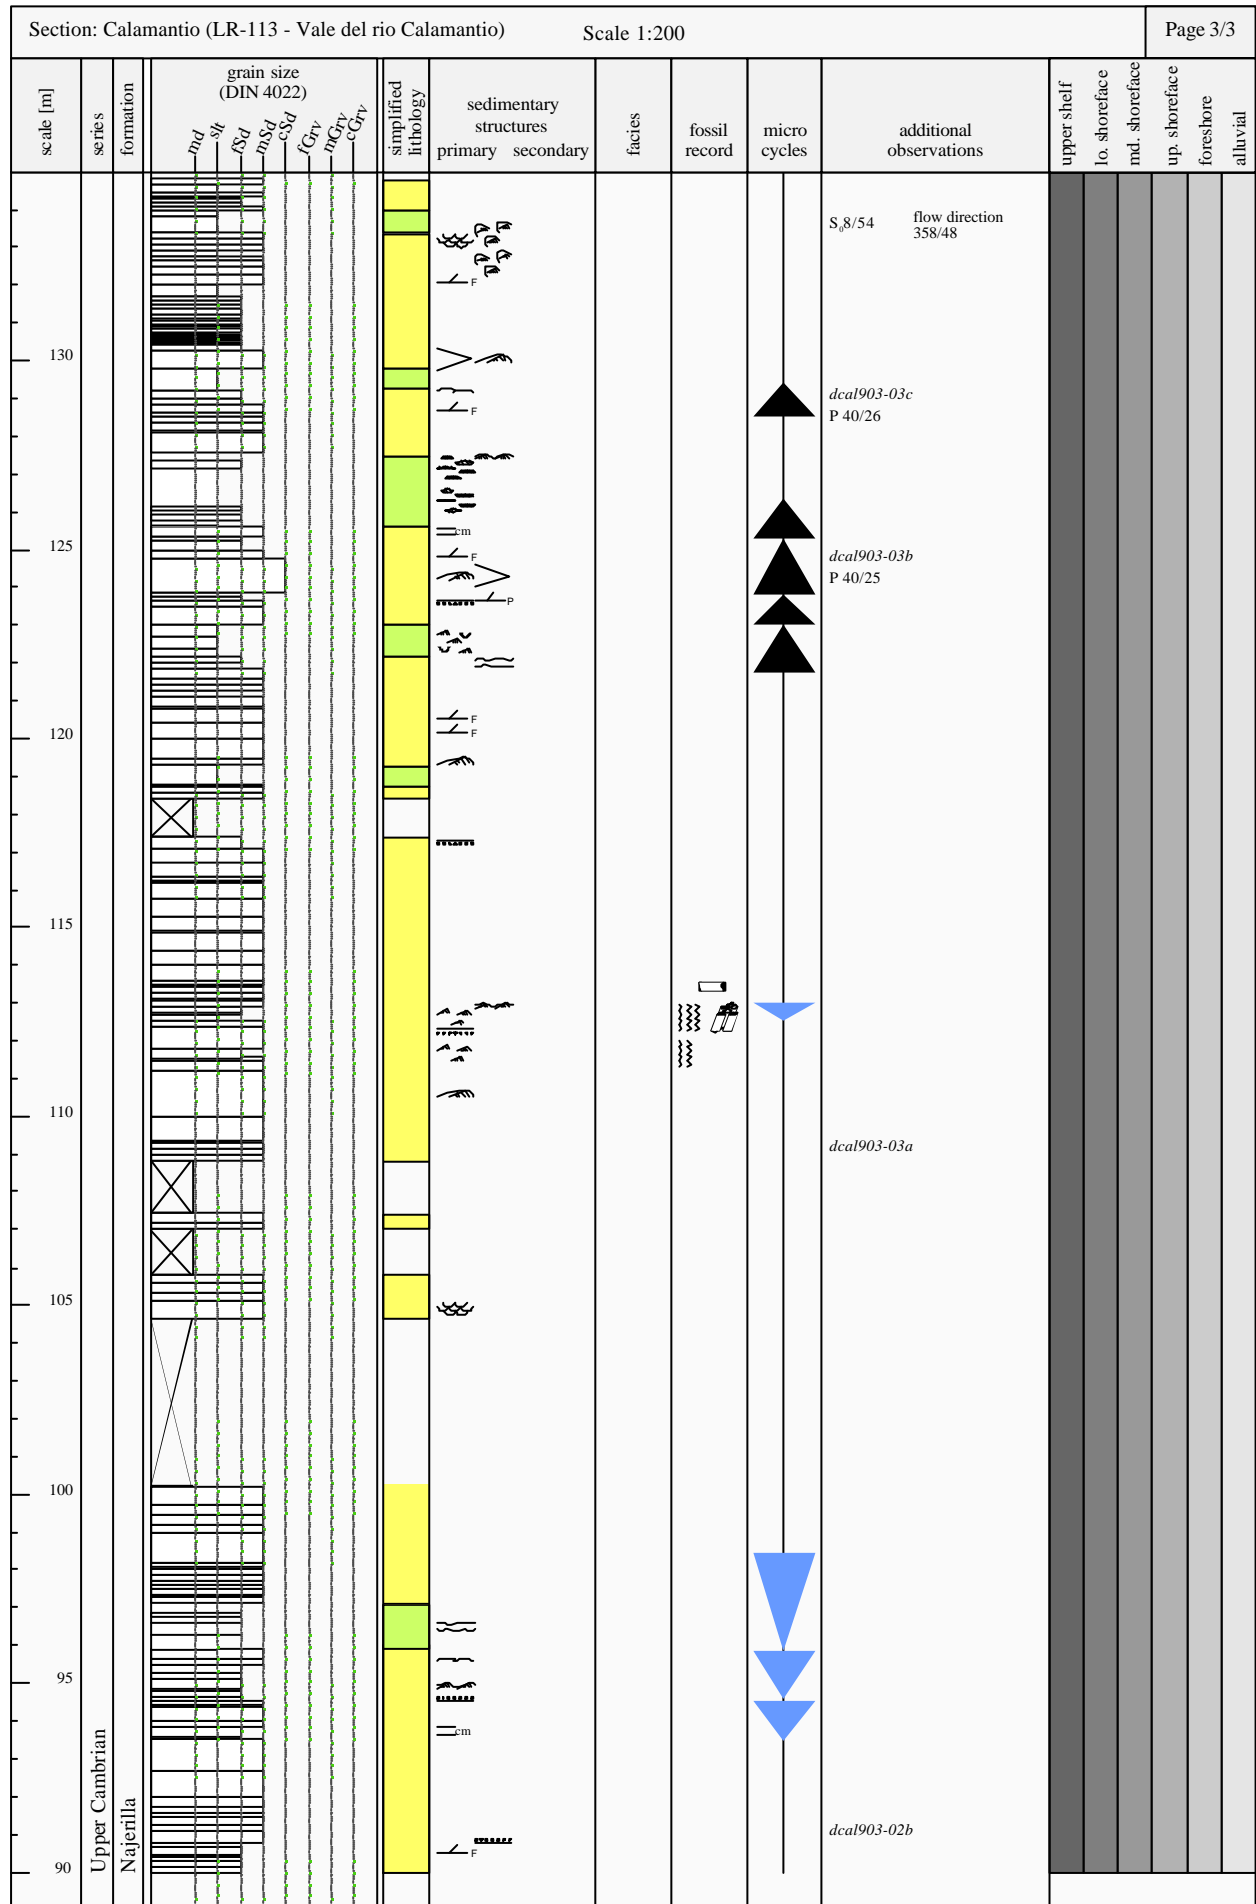 Section: Calamantio (LR-113 - Vale del rio Calamantio)
Scale 1:200
Page 3/3
scale [m]
series
formation
grain size
(DIN 4022)
md
slt
fSd
mSd
cSd
fGrv
mGrv
cGrv
simplified
lithology
sedimentary
structures
primary secondary
facies
fossil
record
micro
cycles
additional
observations
upper shelf
lo. shoreface
md. shoreface
up. shoreface
foreshore
alluvial
S₀8/54
flow direction
358/48
F
130
dcal903-03c
P 40/26
F
125
cm
F
dcal903-03b
P 40/25
P
120
F
F
115
110
dcal903-03a
105
100
95
cm
Upper Cambrian
Najerilla
dcal903-02b
F
90